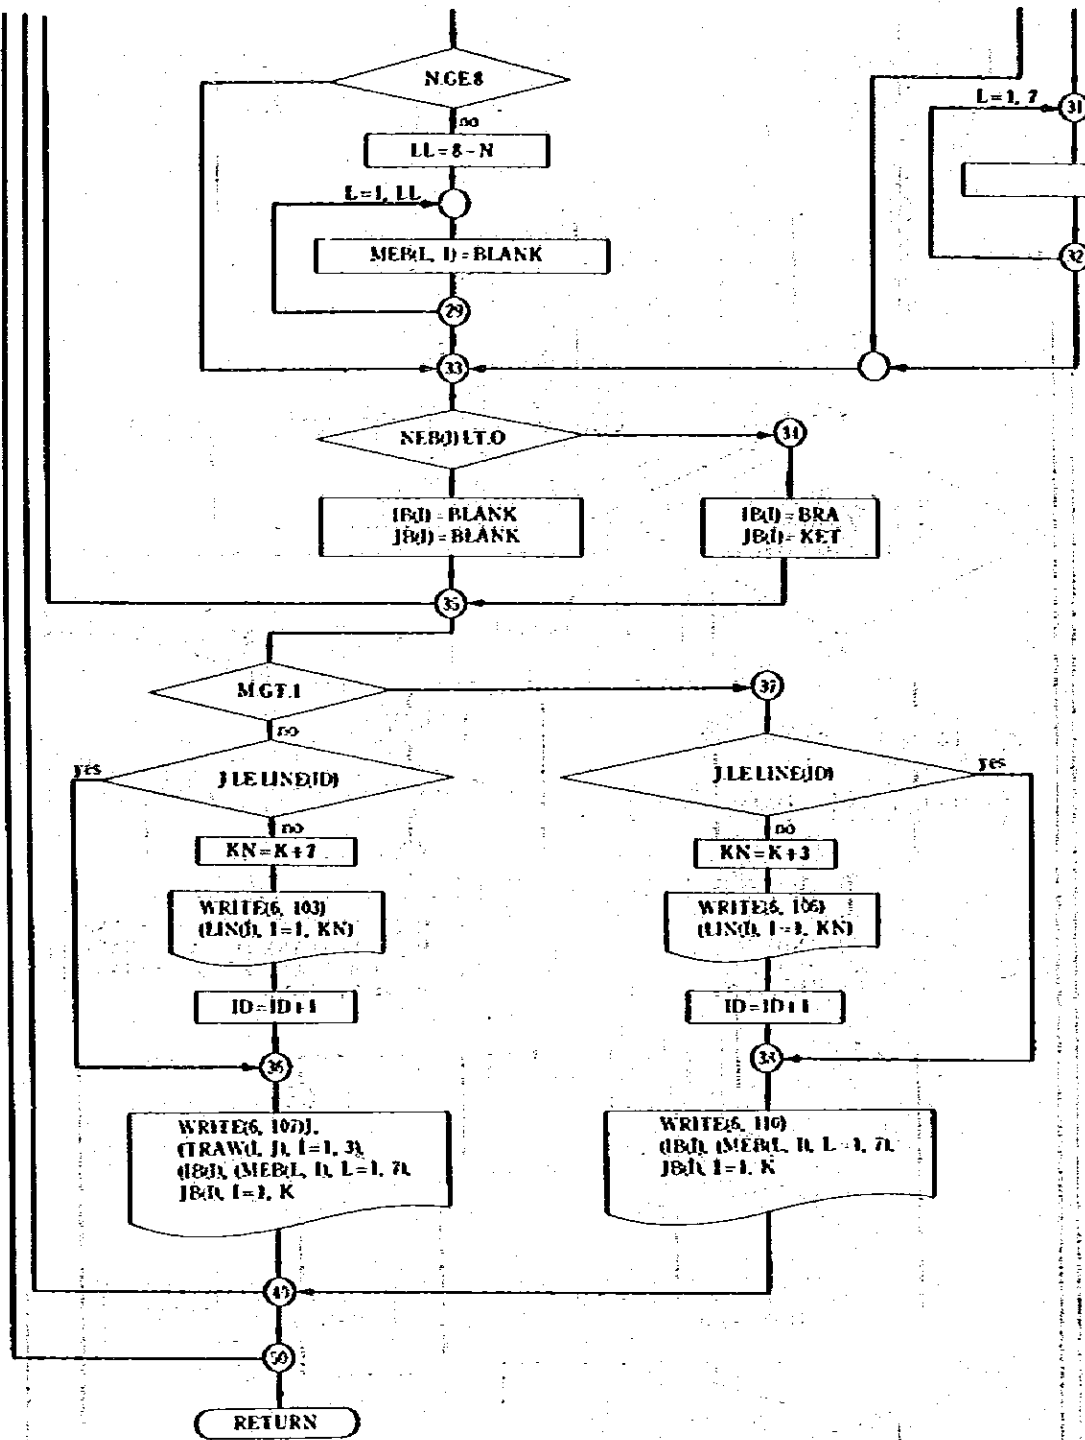 N.GE.8
L=1, 7
31
no
LL=8-N
L=1, LL
MEB(L, I)=BLANK
32
29
33
NEB(J).LT.0
34
IB(I)=BLANK
JB(I)=BLANK
IB(I)=BRA
JB(I)=KET
35
M.GT.1
37
no
yes
J.LE.LINE(ID)
J.LE.LINE(ID)
yes
no
no
KN=K+7
KN=K+3
WRITE(6, 103)
(LIN(I), I=1, KN)
WRITE(6, 106)
(LIN(I), I=1, KN)
ID=ID+1
ID=ID+1
36
38
WRITE(6, 107)J,
(TRAW(I, J), I=1, 3),
(IB(I), (MEB(L, I), L=1, 7),
JB(I), I=1, K
WRITE(6, 110)
(IB(I), (MEB(L, I), L=1, 7),
JB(I), I=1, K
50
RETURN